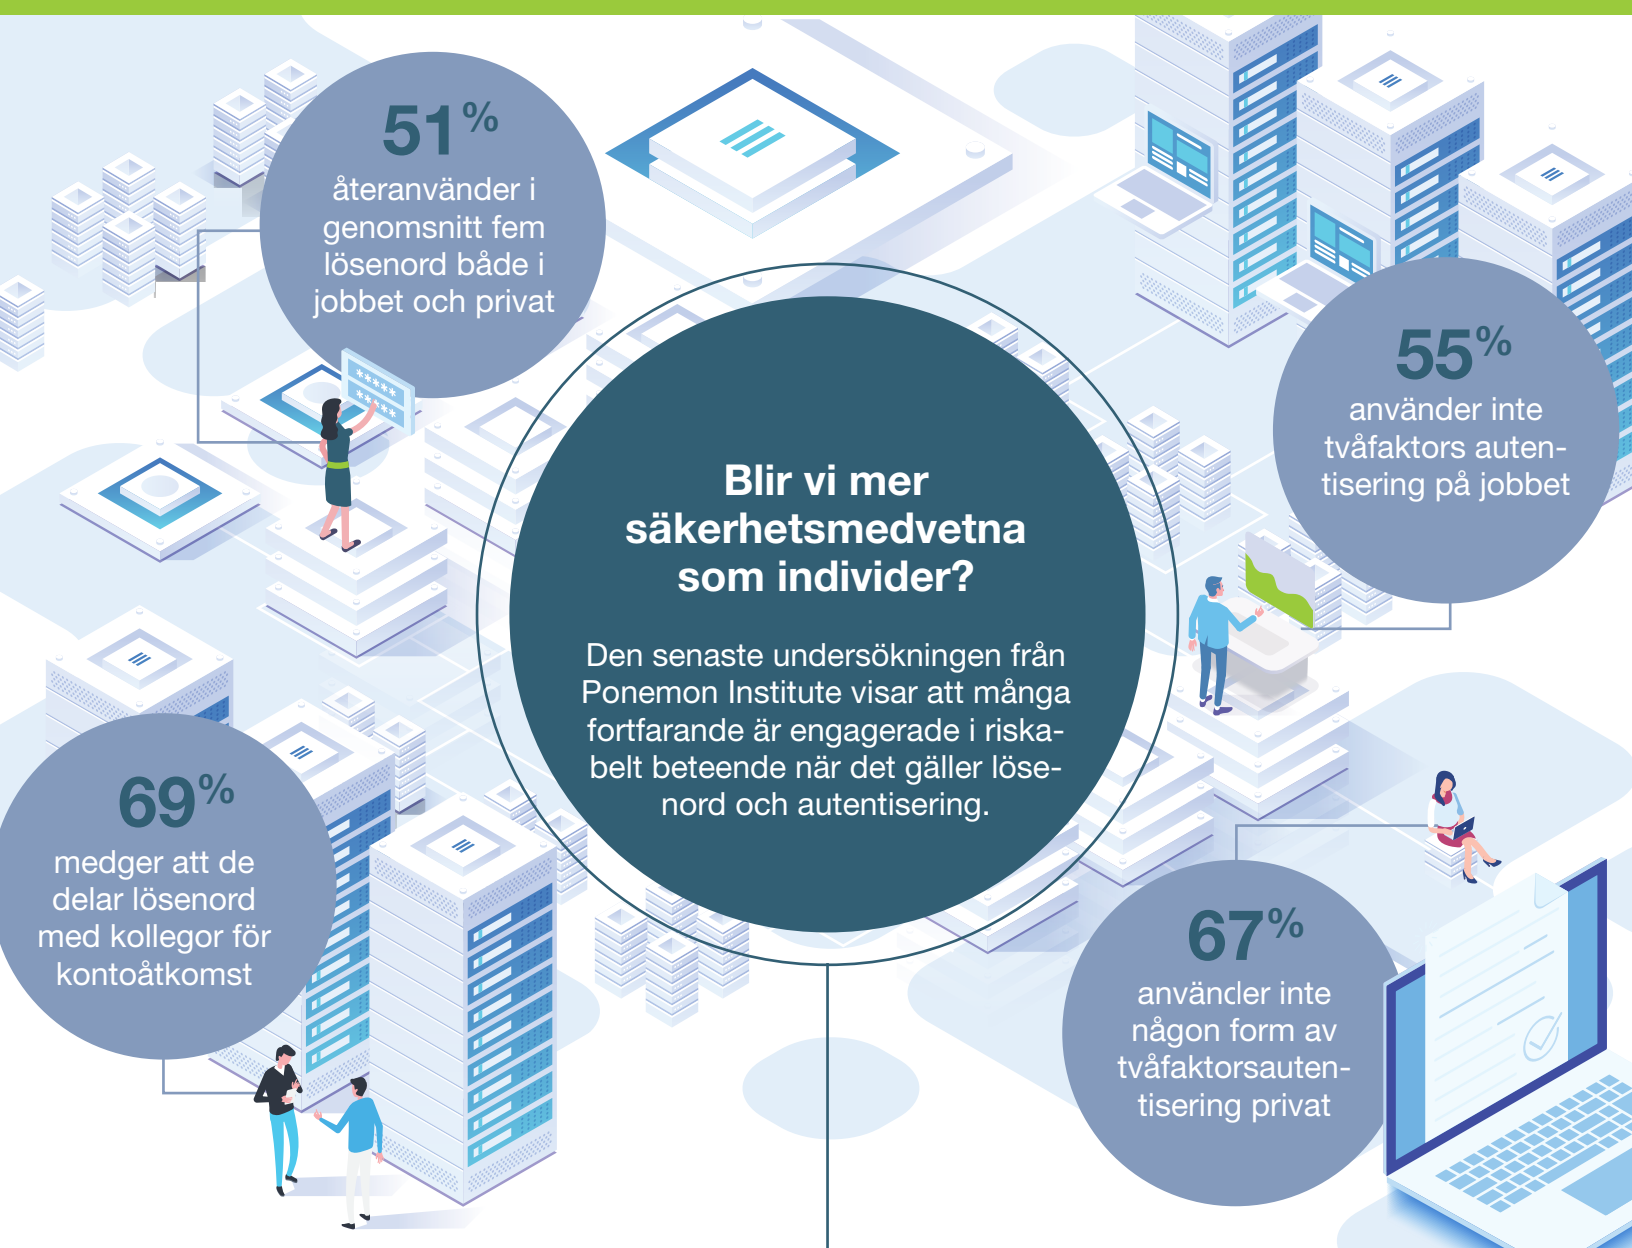 51%
återanvänder i
genomsnitt fem
lösenord både i
jobbet och privat
*****
*****
55%
använder inte
tvåfaktors auten-
tisering på jobbet
Blir vi mer
säkerhetsmedvetna
som individer?
Den senaste undersökningen från
Ponemon Institute visar att många
fortfarande är engagerade i riska-
belt beteende när det gäller löse-
nord och autentisering.
69%
medger att de
delar lösenord
med kollegor för
kontoåtkomst
67%
använder inte
någon form av
tvåfaktorsauten-
tisering privat